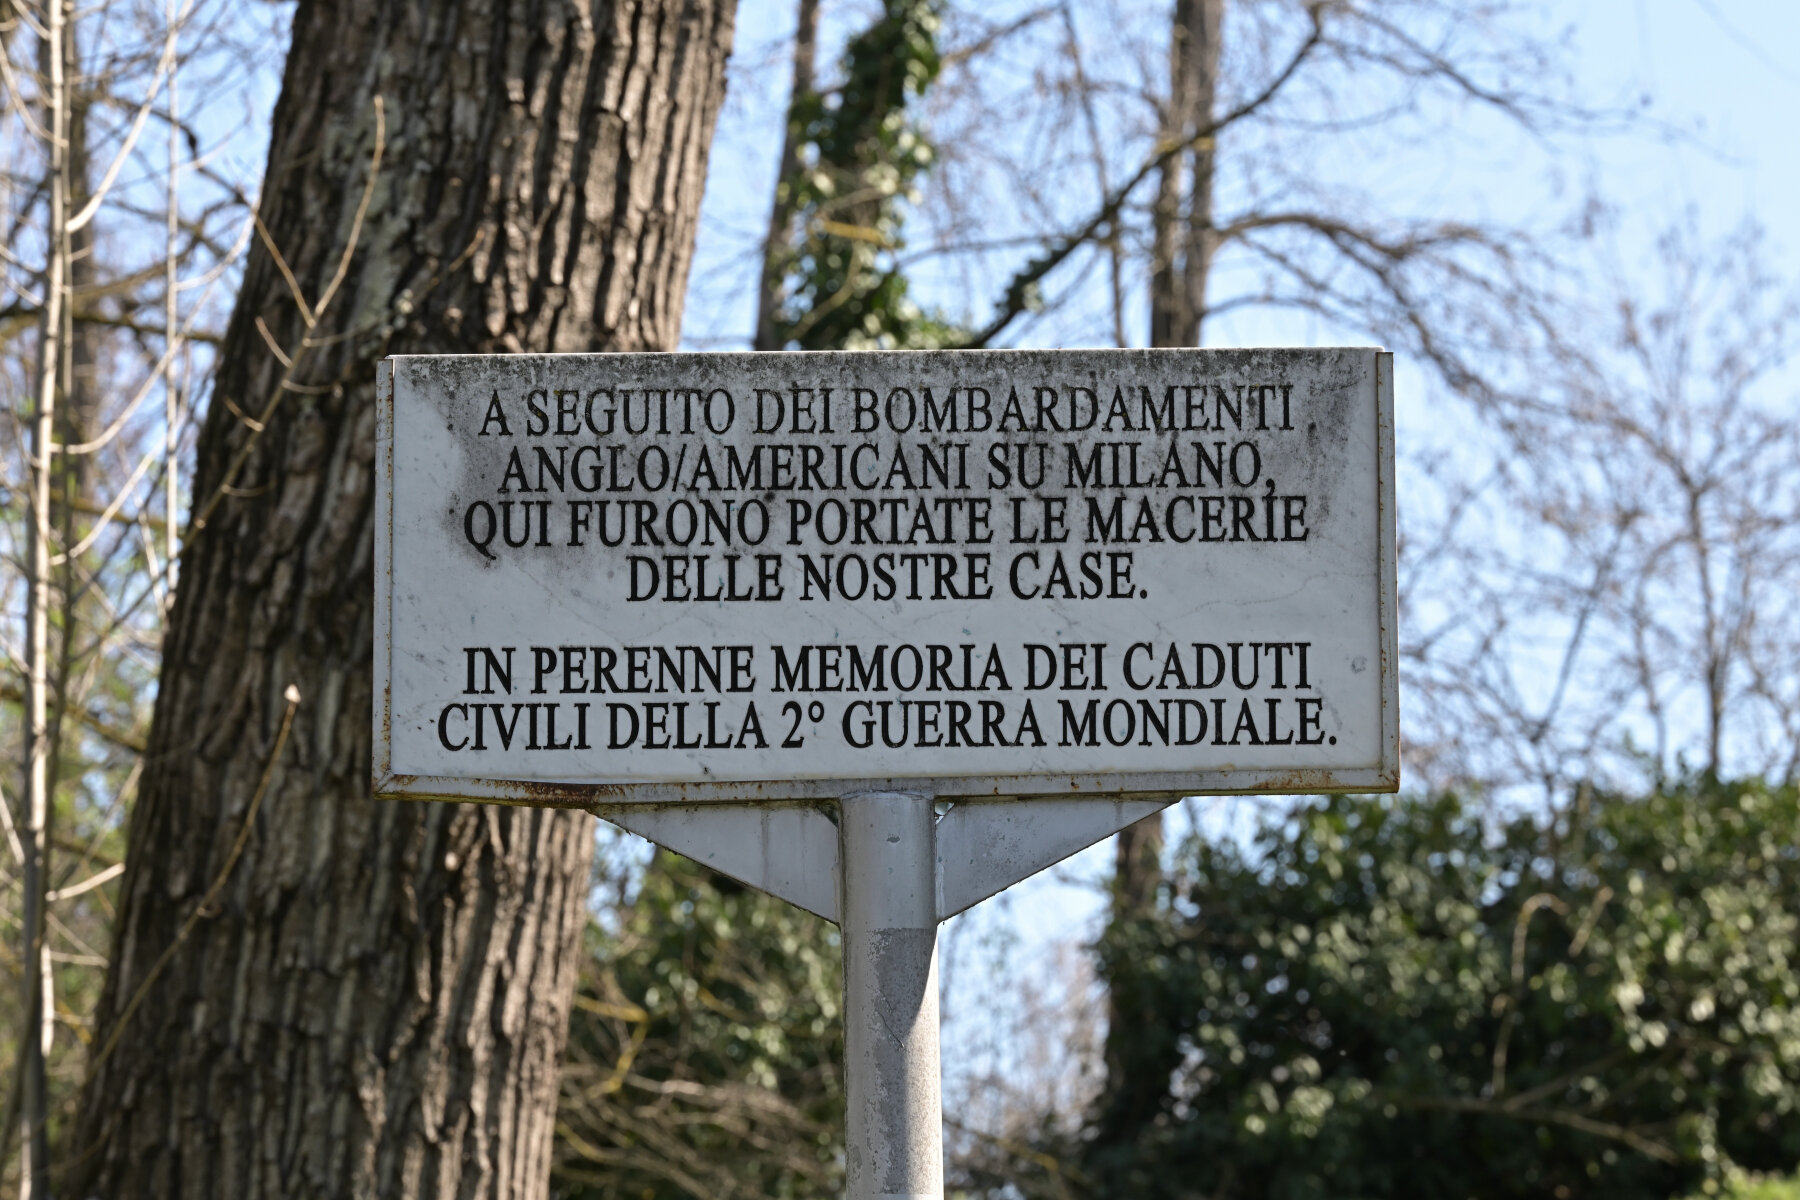 A SEGUITO DEI BOMBARDAMENTI
ANGLO/AMERICANI SU MILANO,
QUI FURONO PORTATE LE MACERIE
DELLE NOSTRE CASE.
IN PERENNE MEMORIA DEI CADUTI
CIVILI DELLA 2° GUERRA MONDIALE.